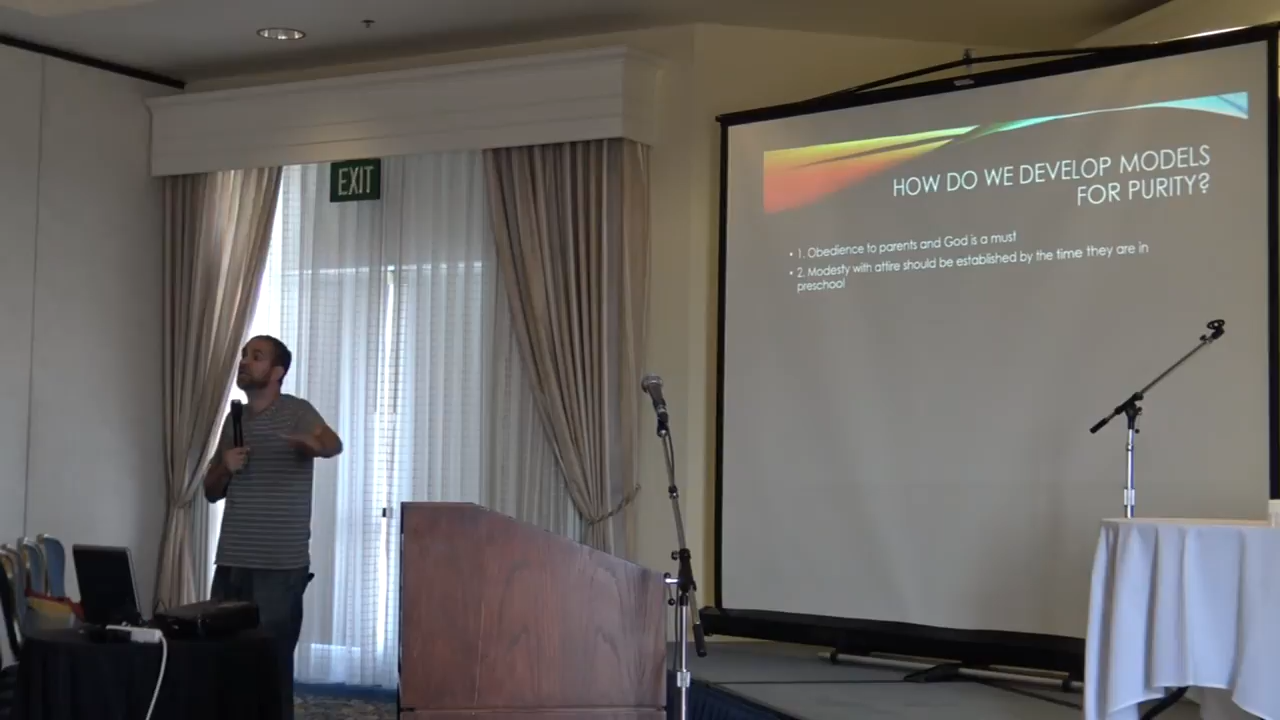 EXIT
HOW DO WE DEVELOP MODELS
FOR PURITY?
• 1. Obedience to parents and God is a must
• 2. Modesty with attire should be established by the time they are in
preschool